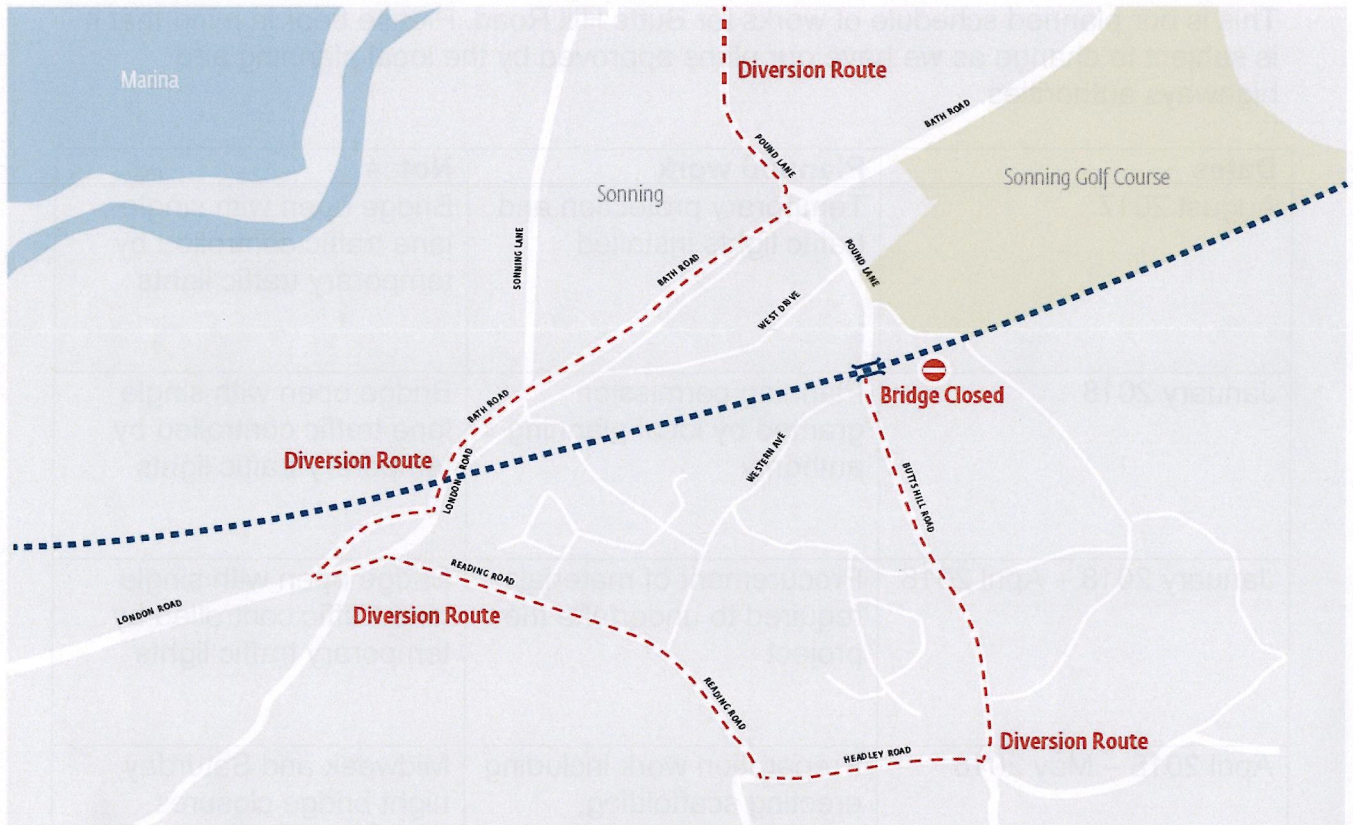 Marina
Diversion Route
BATH ROAD
POUND LANE
Sonning
Sonning Golf Course
SONNING LANE
BATH ROAD
POUND LANE
WEST DRIVE
Bridge Closed
BATH ROAD
Diversion Route
LONDON ROAD
WESTERN AVE
BUTTS HILL ROAD
READING ROAD
LONDON ROAD
Diversion Route
READING ROAD
Diversion Route
HEADLEY ROAD